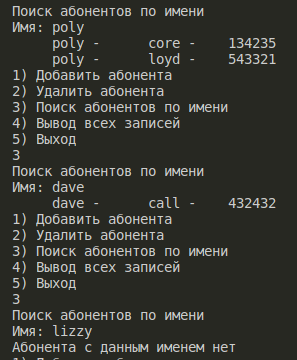 Поиск абонентов по имени
Имя: poly
poly - core - 134235
poly - loyd - 543321
1) Добавить абонента
2) Удалить абонента
3) Поиск абонентов по имени
4) Вывод всех записей
5) Выход
3
Поиск абонентов по имени
Имя: dave
dave - call - 432432
1) Добавить абонента
2) Удалить абонента
3) Поиск абонентов по имени
4) Вывод всех записей
5) Выход
3
Поиск абонентов по имени
Имя: lizzy
Абонента с данным именем нет